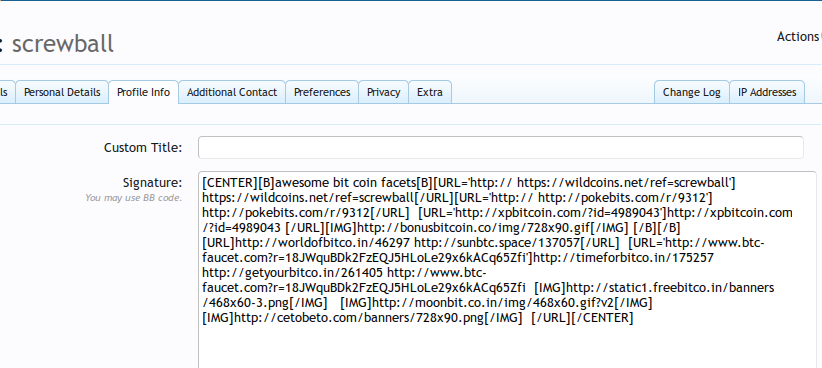 : screwball
Actions
ls Personal Details Profile Info Additional Contact Preferences Privacy Extra Change Log IP Addresses
Custom Title:
Signature:
You may use BB code.
[CENTER][B]awesome bit coin facets[B][URL='http:// https://wildcoins.net/ref=screwball']
https://wildcoins.net/ref=screwball[/URL][URL='http:// http://pokebits.com/r/9312']
http://pokebits.com/r/9312[/URL] [URL='http://xpbitcoin.com/?id=4989043']http://xpbitcoin.com
/?id=4989043 [/URL][IMG]http://bonusbitcoin.co/img/728x90.gif[/IMG] [/B][/B]
[URL]http://worldofbitco.in/46297 http://sunbtc.space/137057[/URL] [URL='http://www.btc-
faucet.com?r=18JWquBDk2FzEQJ5HLoLe29x6kACq65Zfi']http://timeforbitco.in/175257
http://getyourbitco.in/261405 http://www.btc-
faucet.com?r=18JWquBDk2FzEQJ5HLoLe29x6kACq65Zfi [IMG]http://static1.freebitco.in/banners
/468x60-3.png[/IMG] [IMG]http://moonbit.co.in/img/468x60.gif?v2[/IMG]
[IMG]http://cetobeto.com/banners/728x90.png[/IMG] [/URL][/CENTER]